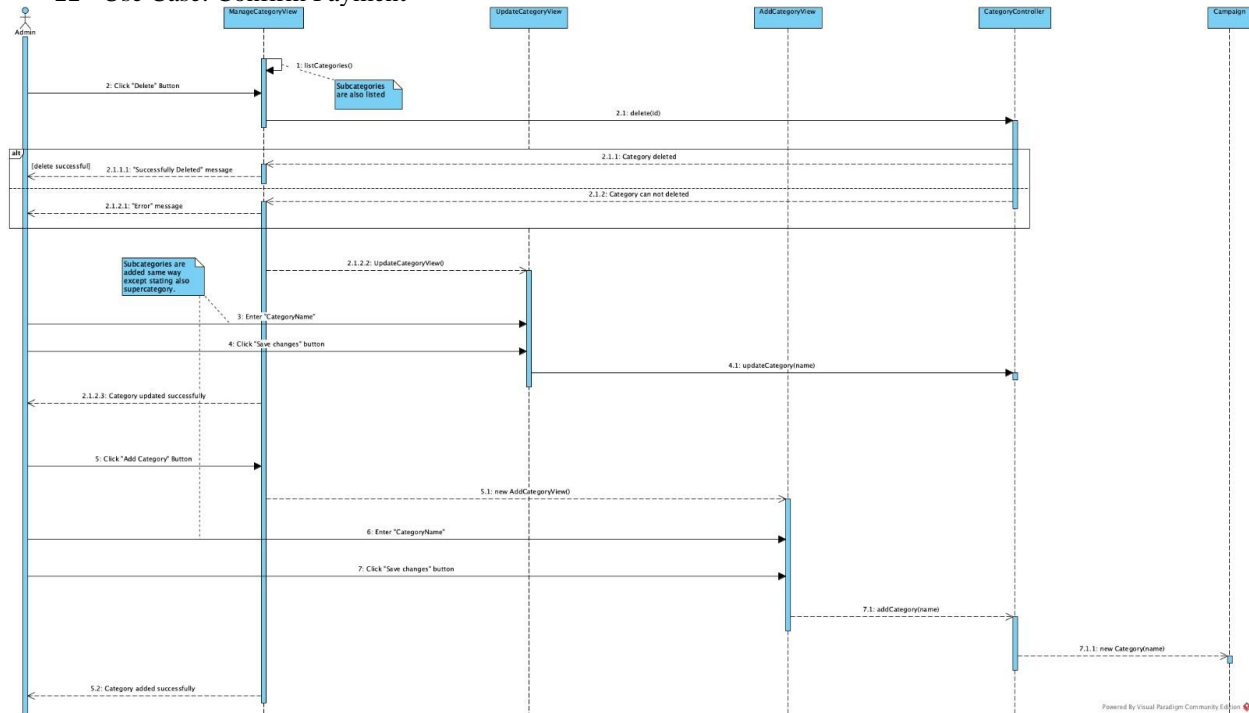 Use Case: Confirm Payment
Admin
ManageCategoryView
UpdateCategoryView
AddCategoryView
CategoryController
Campaign
1: listCategories()
Subcategories
are also listed
2: Click "Delete" Button
2.1: delete(id)
alt
[delete successful]
2.1.1: Category deleted
2.1.1.1: "Successfully Deleted" message
2.1.2: Category can not deleted
2.1.2.1: "Error" message
2.1.2.2: UpdateCategoryView()
Subcategories are
added same way
except stating also
supercategory.
3: Enter "CategoryName"
4: Click "Save changes" button
4.1: updateCategory(name)
2.1.2.3: Category updated successfully
5: Click "Add Category" Button
5.1: new AddCategoryView()
6: Enter "CategoryName"
7: Click "Save changes" button
7.1: addCategory(name)
7.1.1: new Category(name)
5.2: Category added successfully
Powered By Visual Paradigm Community Edition